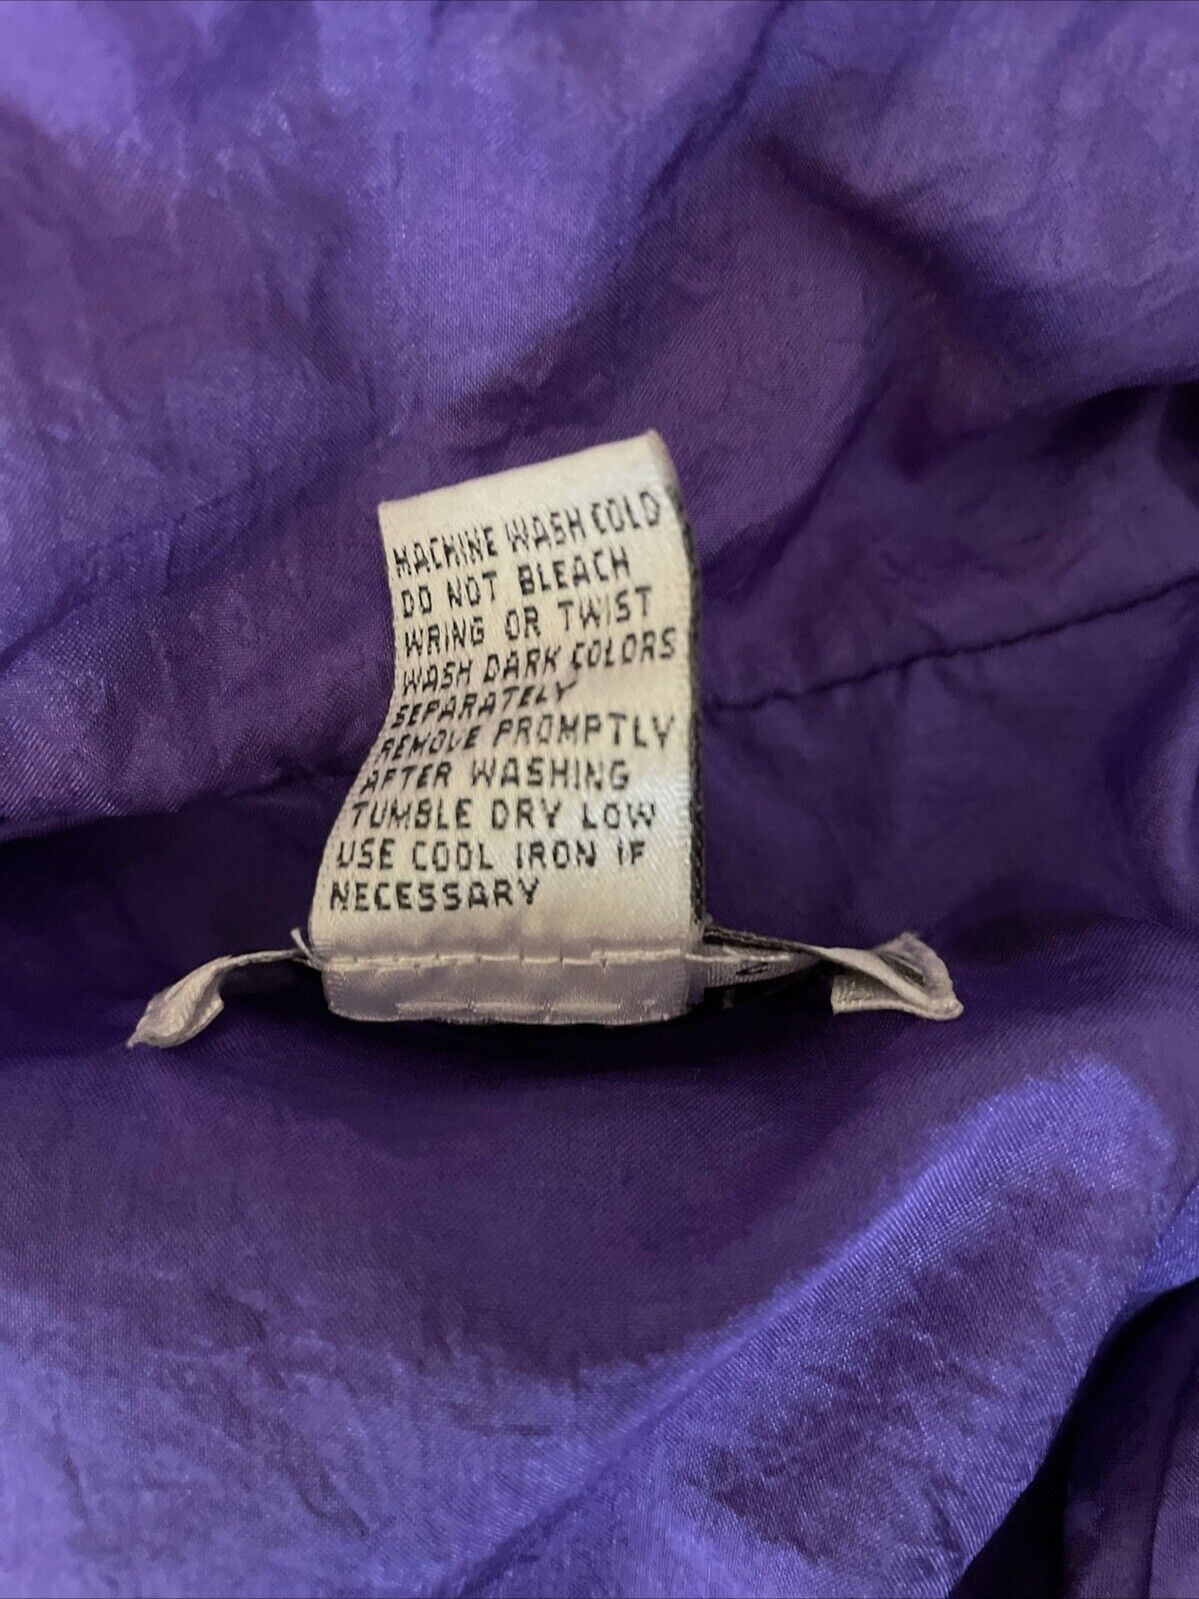 MACHINE WASH COLD
DO NOT BLEACH
WRING OR TWIST
WASH DARK COLORS
SEPARATELY
REMOVE PROMPTLY
AFTER WASHING
TUMBLE DRY LOW
USE COOL IRON IF
NECESSARY